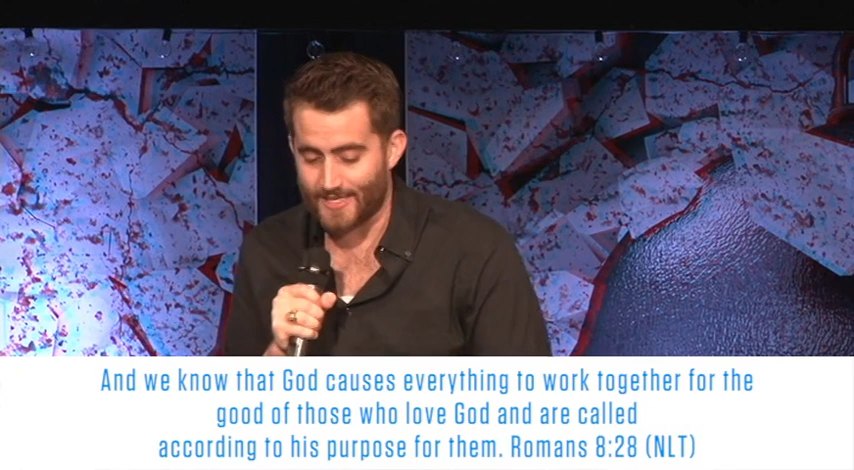 And we know that God causes everything to work together for the
good of those who love God and are called
according to his purpose for them. Romans 8:28 (NLT)